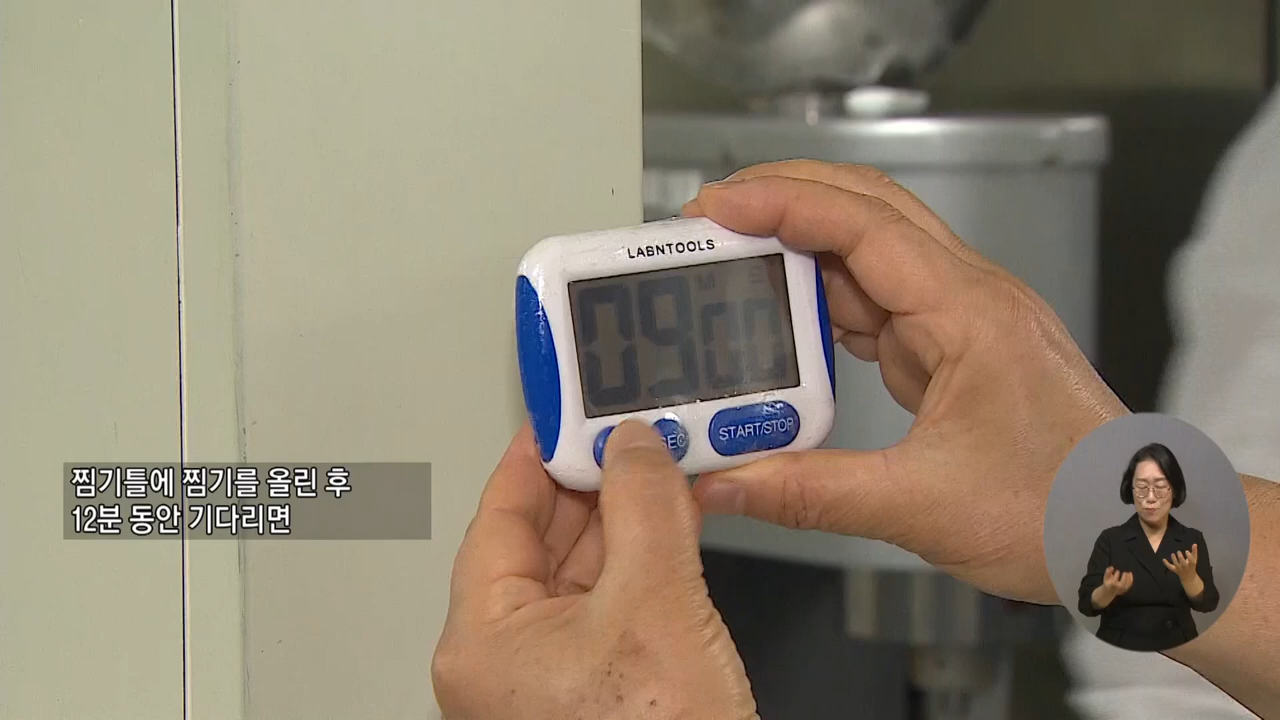 LABNTOOLS
M S
09 00
SEC START/STOP
찜기틀에 찜기를 올린 후
12분 동안 기다리면